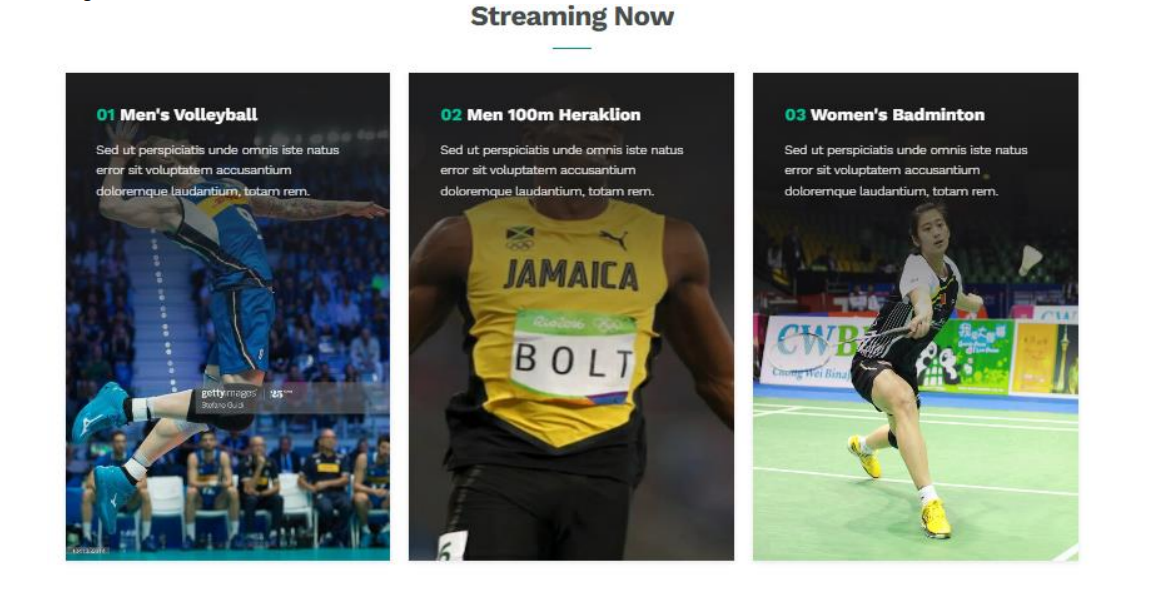 Streaming Now
01 Men's Volleyball
Sed ut perspiciatis unde omnis iste natus
error sit voluptatem accusantium
doloremque laudantium, totam rem.
02 Men 100m Heraklion
Sed ut perspiciatis unde omnis iste natus
error sit voluptatem accusantium
doloremque laudantium, totam rem.
03 Women's Badminton
Sed ut perspiciatis unde omnis iste natus
error sit voluptatem accusantium
doloremque laudantium, totam rem.
gettyimages
Stefano Guidi
JAMAICA
Rio2016
BOLT
CWB
Chong Wei Bina